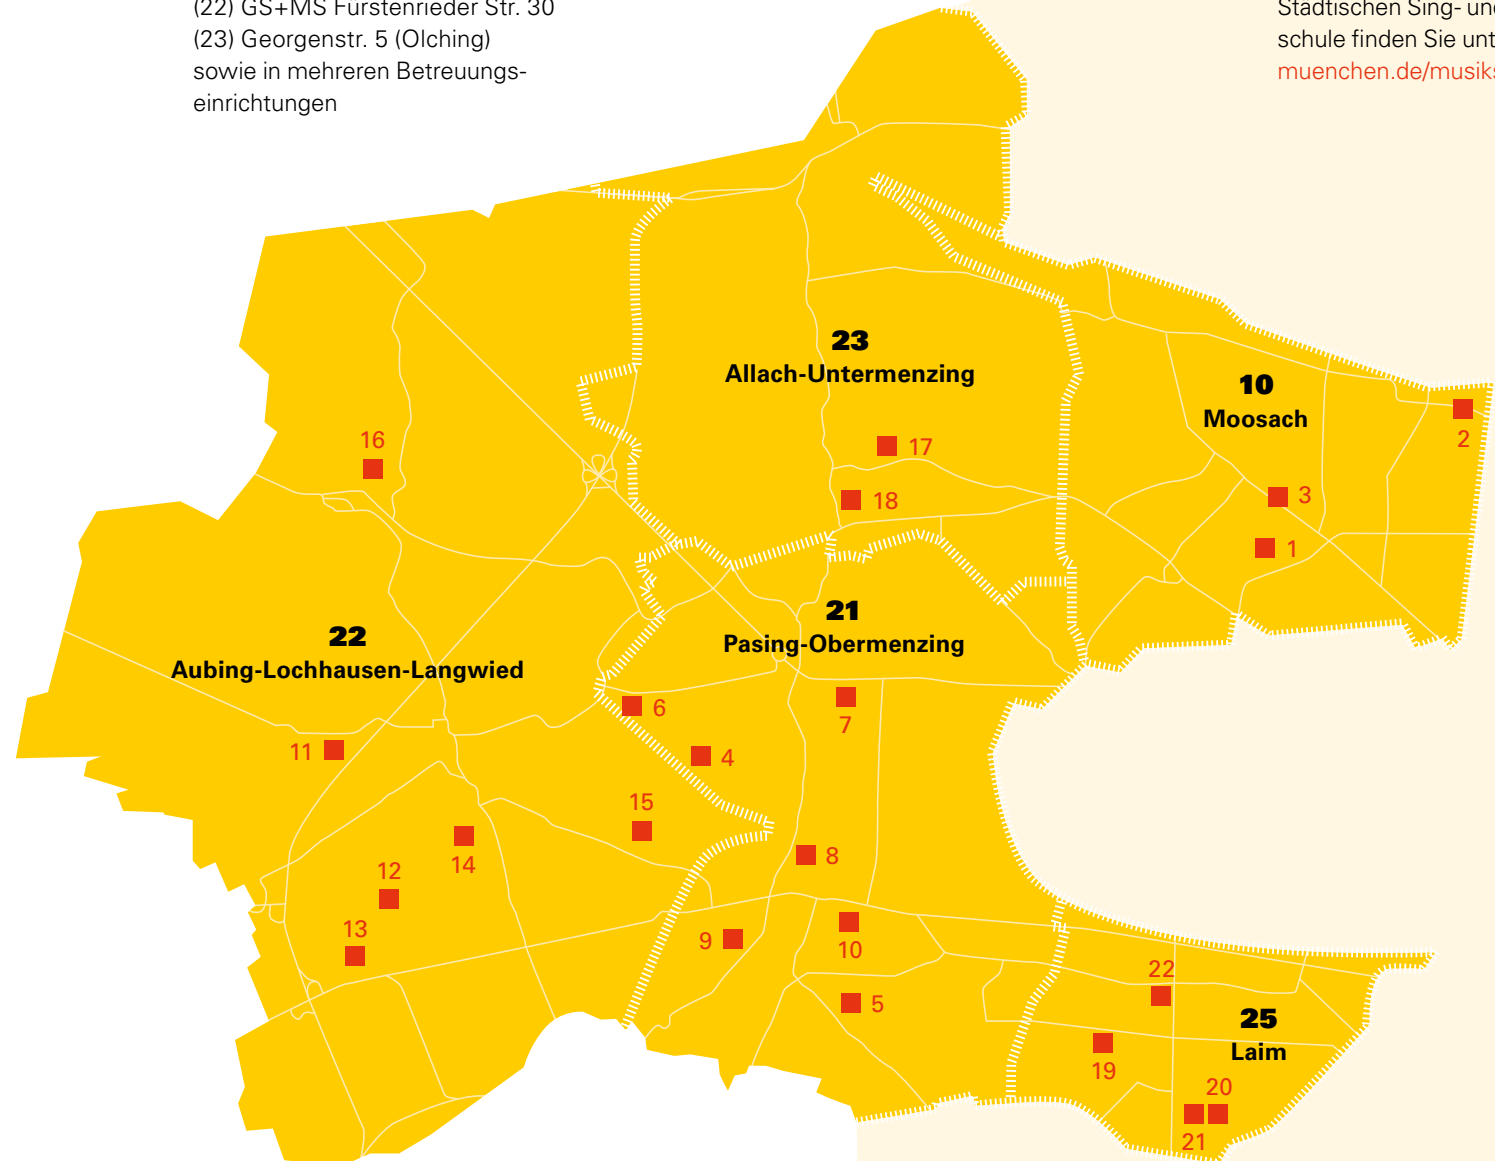 (22) GS+MS Fürstenrieder Str. 30
(23) Georgenstr. 5 (Olching)
sowie in mehreren Betreuungs-
einrichtungen
Städtischen Sing- und
schule finden Sie unt
muenchen.de/musiks
23
Allach-Untermenzing
10
Moosach
2
16
17
18
3
1
22
Aubing-Lochhausen-Langwied
21
Pasing-Obermenzing
6
7
11
4
15
14
8
12
13
9
10
5
22
25
Laim
19
20
21